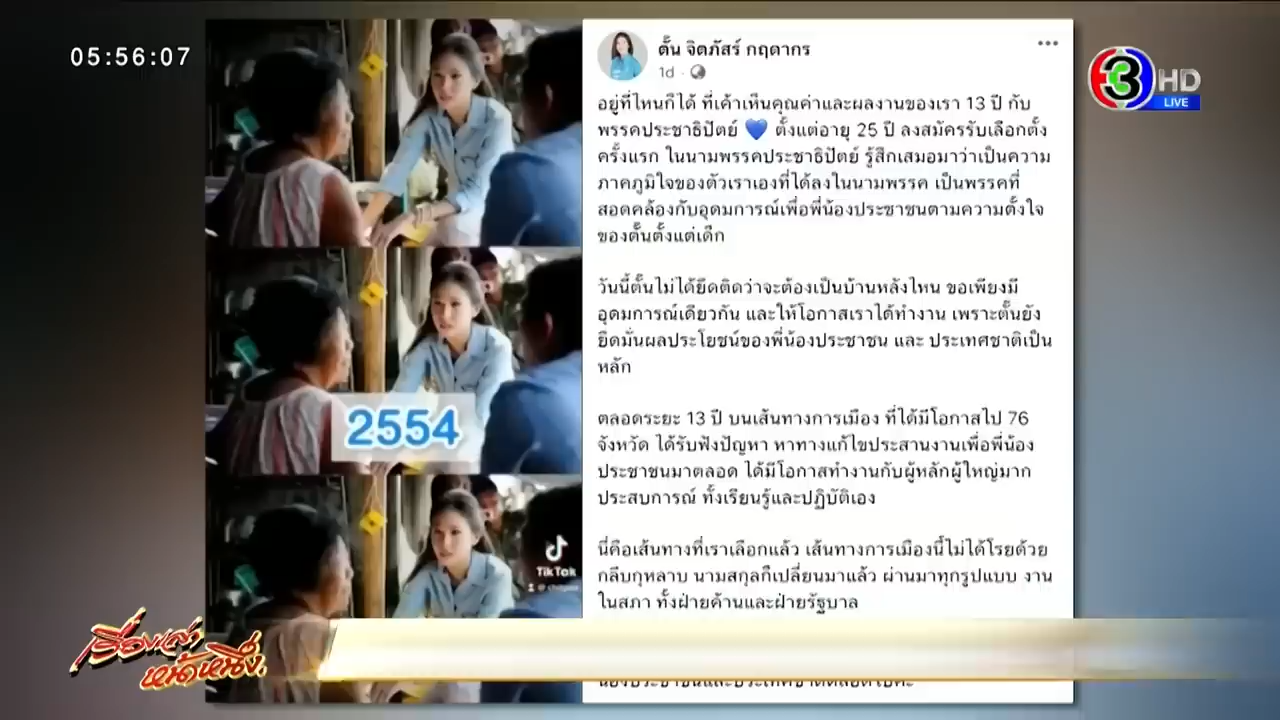 05:56:07
3 HD
LIVE
ตั๊น จิตภัสร์ กฤดากร
1d
อยู่ที่ไหนก็ได้ ที่เค้าเห็นคุณค่าและผลงานของเรา 13 ปี กับ
พรรคประชาธิปัตย์ 💙 ตั้งแต่อายุ 25 ปี ลงสมัครรับเลือกตั้ง
ครั้งแรก ในนามพรรคประชาธิปัตย์ รู้สึกเสมอมาว่าเป็นความ
ภาคภูมิใจของตัวเราเองที่ได้ลงในนามพรรค เป็นพรรคที่
สอดคล้องกับอุดมการณ์เพื่อพี่น้องประชาชนตามความตั้งใจ
ของตั๊นตั้งแต่เด็ก
วันนี้ตั๊นไม่ได้ยึดติดว่าจะต้องเป็นบ้านหลังไหน ขอเพียงมี
อุดมการณ์เดียวกัน และให้โอกาสเราได้ทำงาน เพราะตั๊นยัง
ยึดมั่นผลประโยชน์ของพี่น้องประชาชน และ ประเทศชาติเป็น
หลัก
ตลอดระยะ 13 ปี บนเส้นทางการเมือง ที่ได้มีโอกาสไป 76
จังหวัด ได้รับฟังปัญหา หาทางแก้ไขประสานงานเพื่อพี่น้อง
ประชาชนมาตลอด ได้มีโอกาสทำงานกับผู้หลักผู้ใหญ่มาก
ประสบการณ์ ทั้งเรียนรู้และปฏิบัติเอง
นี่คือเส้นทางที่เราเลือกแล้ว เส้นทางการเมืองนี้ไม่ได้โรยด้วย
กลีบกุหลาบ นามสกุลก็เปลี่ยนมาแล้ว ผ่านมาทุกรูปแบบ งาน
ในสภา ทั้งฝ่ายค้านและฝ่ายรัฐบาล
2554
TikTok
เรื่องเล่า
หน้าหนึ่ง